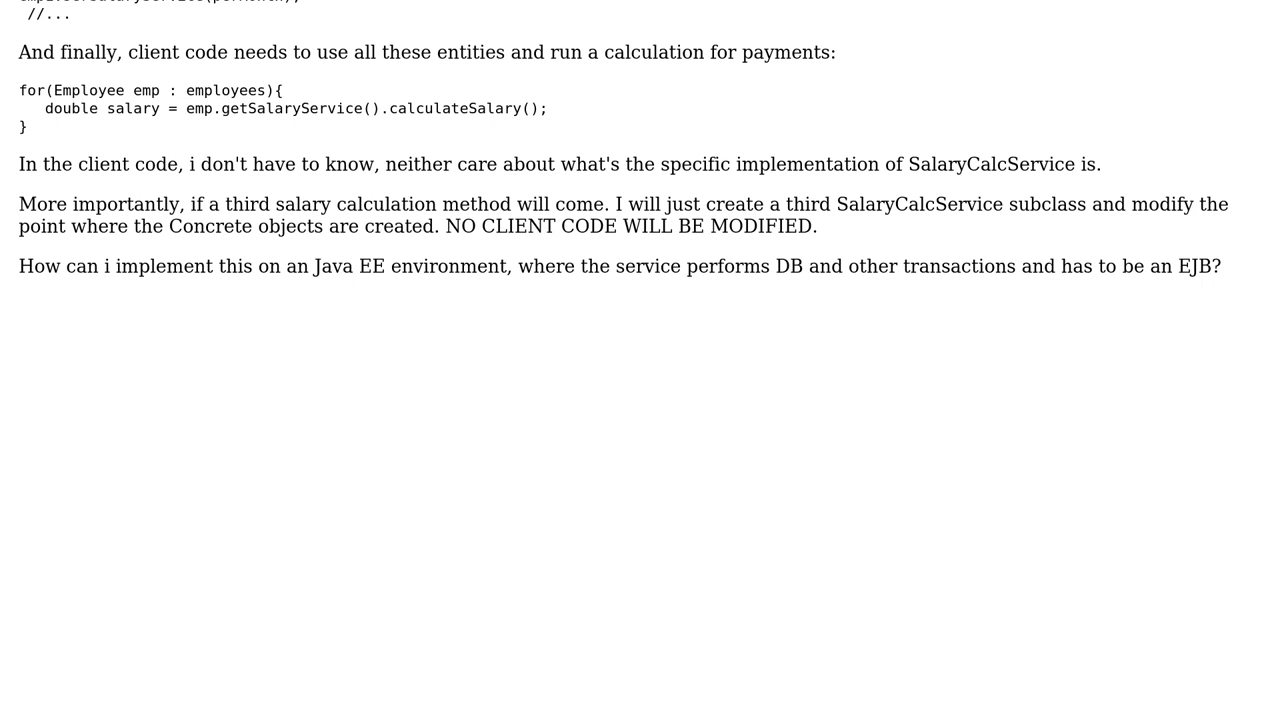 //...
And finally, client code needs to use all these entities and run a calculation for payments:
for(Employee emp : employees){
   double salary = emp.getSalaryService().calculateSalary();
}
In the client code, i don't have to know, neither care about what's the specific implementation of SalaryCalcService is.
More importantly, if a third salary calculation method will come. I will just create a third SalaryCalcService subclass and modify the
point where the Concrete objects are created. NO CLIENT CODE WILL BE MODIFIED.
How can i implement this on an Java EE environment, where the service performs DB and other transactions and has to be an EJB?